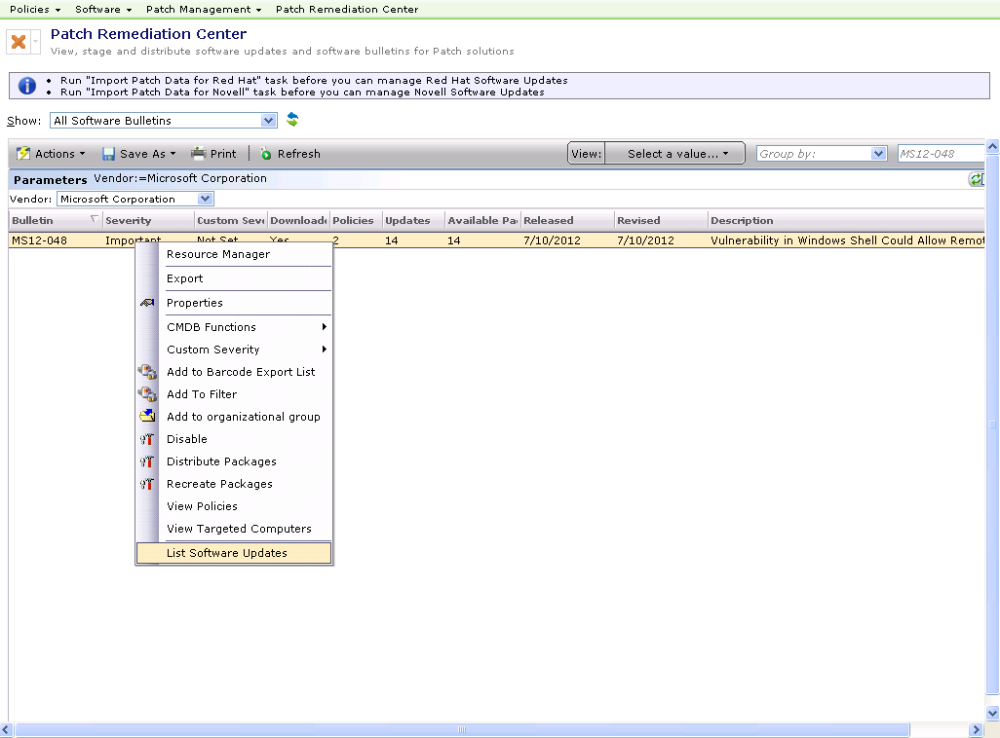 Policies Software Patch Management Patch Remediation Center
Patch Remediation Center
View, stage and distribute software updates and software bulletins for Patch solutions
• Run "Import Patch Data for Red Hat" task before you can manage Red Hat Software Updates
• Run "Import Patch Data for Novell" task before you can manage Novell Software Updates
Show: All Software Bulletins
Actions Save As Print Refresh View: Select a value... Group by: MS12-048
Parameters Vendor:=Microsoft Corporation
Vendor: Microsoft Corporation
Bulletin Severity Custom Seve Downloade Policies Updates Available Pa Released Revised Description
MS12-048 Important Not Set Yes 2 14 14 7/10/2012 7/10/2012 Vulnerability in Windows Shell Could Allow Remot
Resource Manager
Export
Properties
CMDB Functions
Custom Severity
Add to Barcode Export List
Add To Filter
Add to organizational group
Disable
Distribute Packages
Recreate Packages
View Policies
View Targeted Computers
List Software Updates